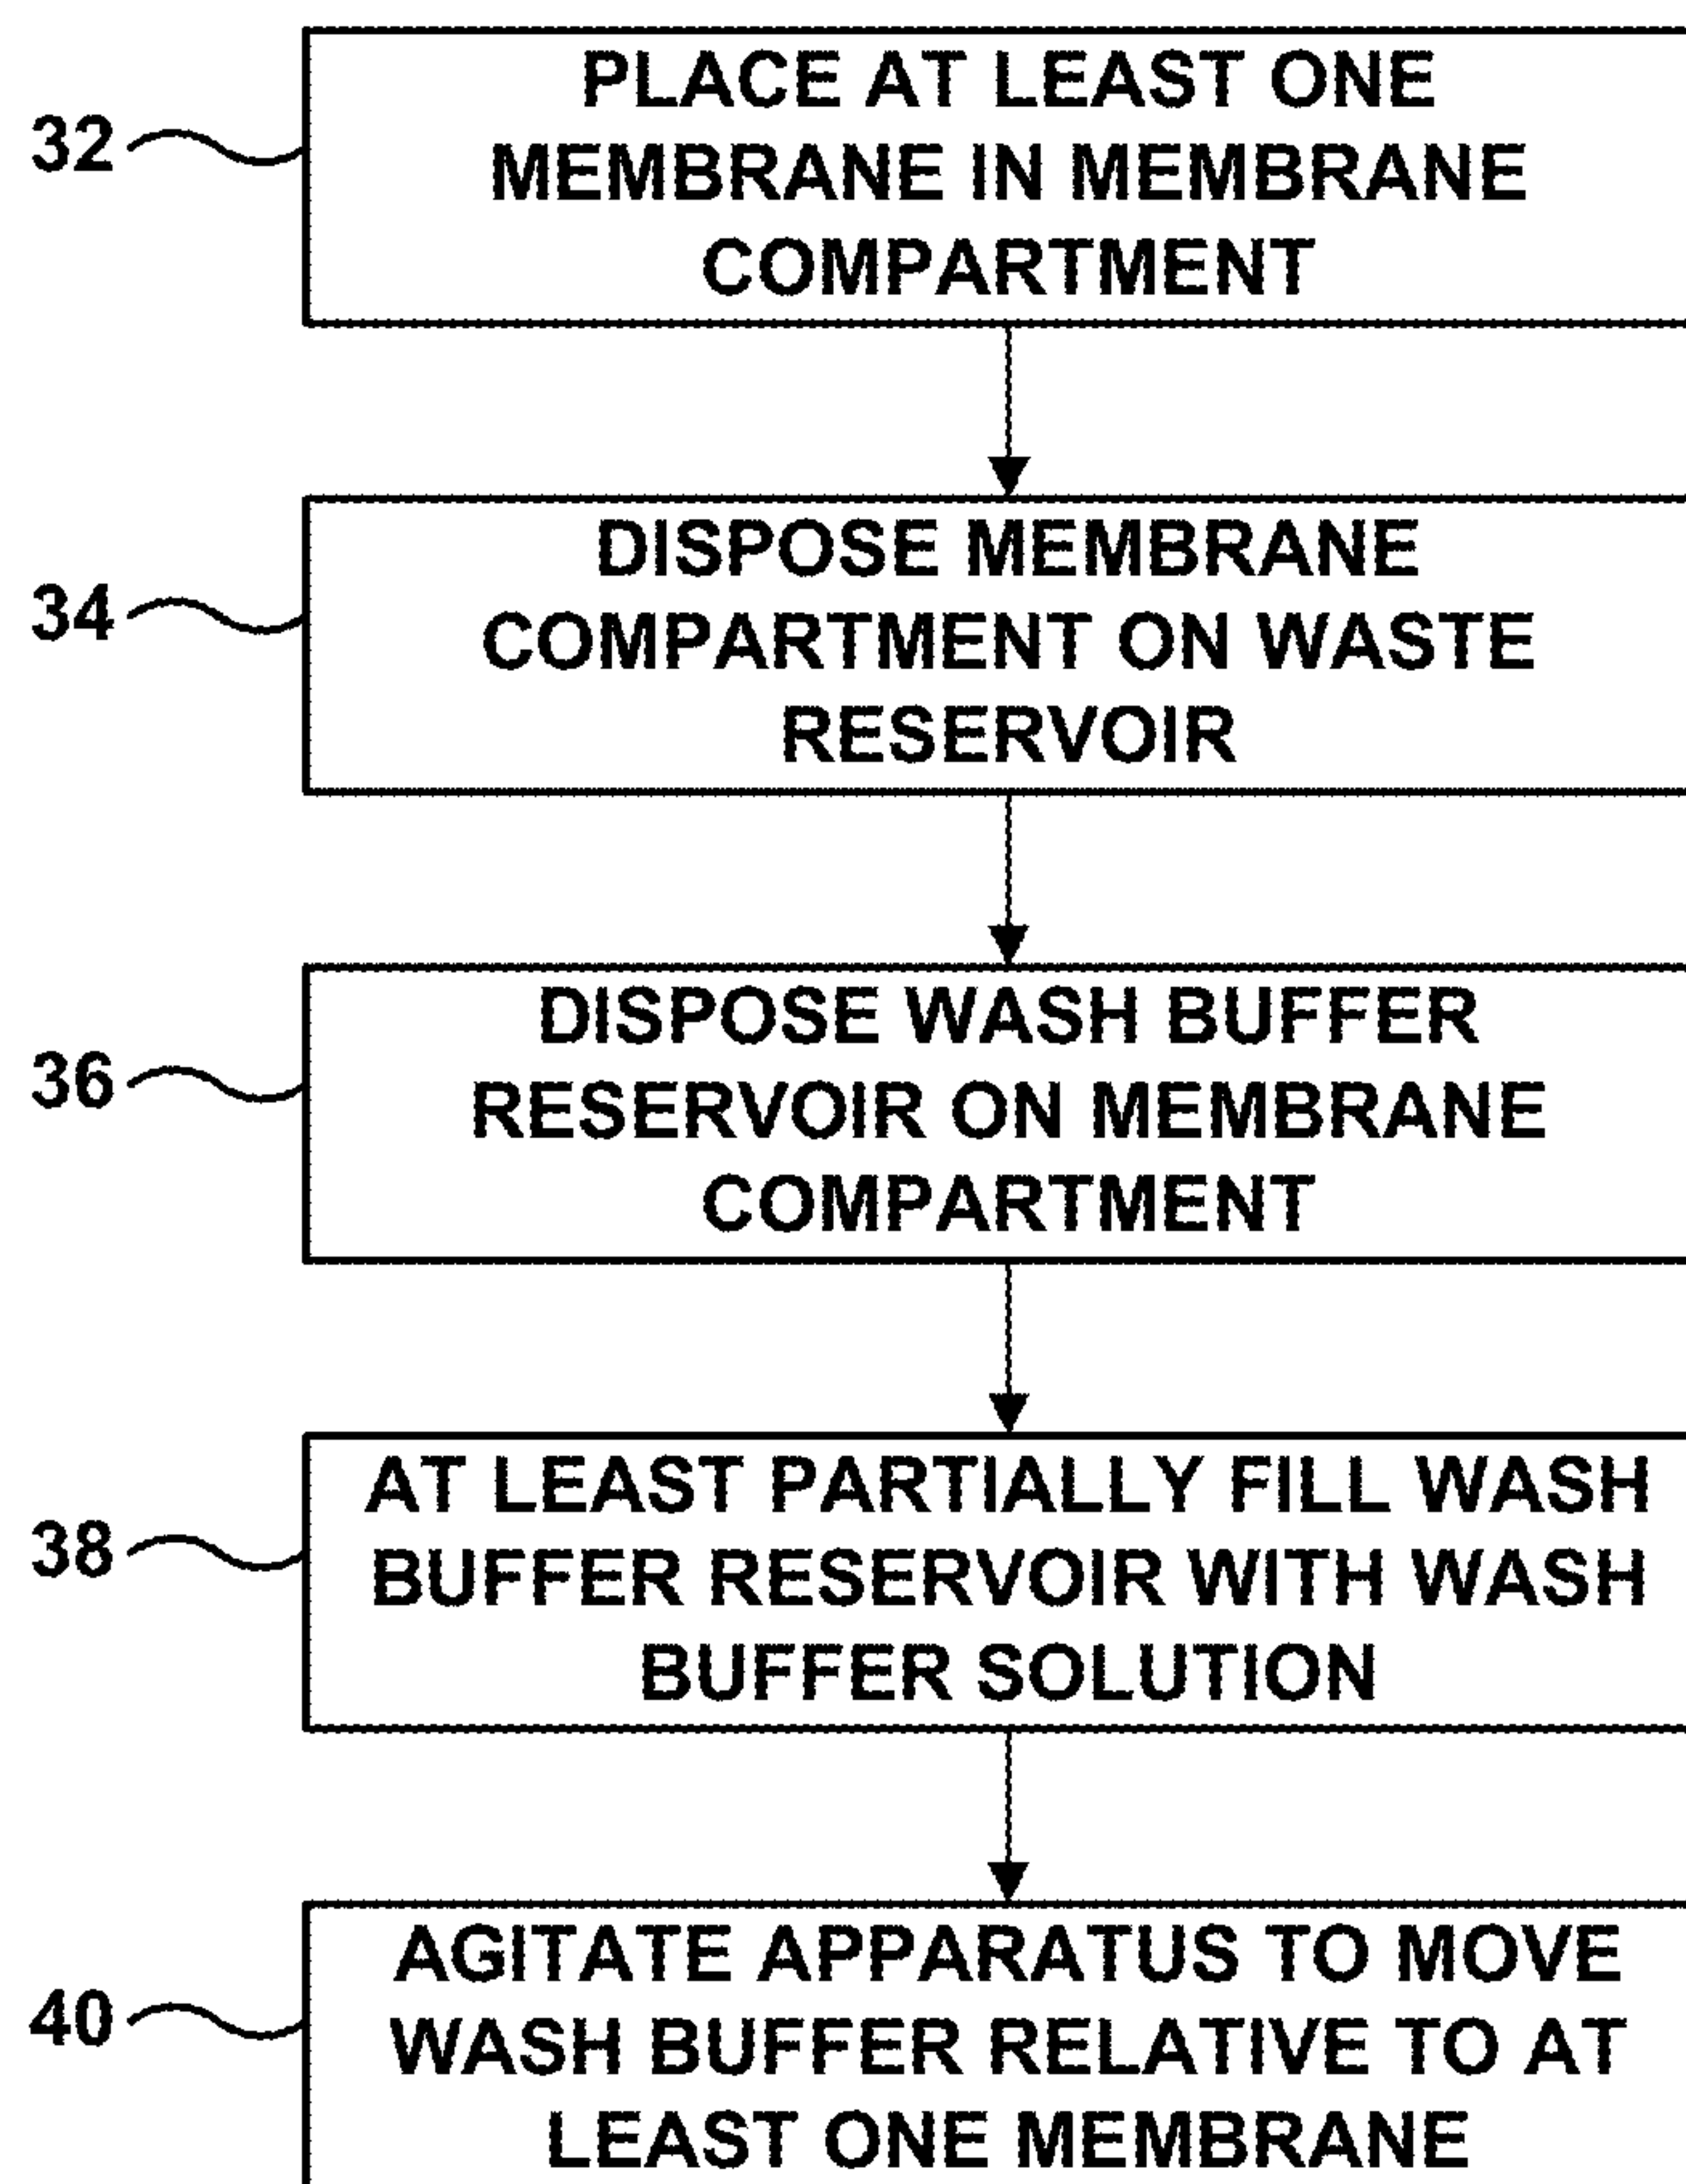 32
PLACE AT LEAST ONE
MEMBRANE IN MEMBRANE
COMPARTMENT
34
DISPOSE MEMBRANE
COMPARTMENT ON WASTE
RESERVOIR
36
DISPOSE WASH BUFFER
RESERVOIR ON MEMBRANE
COMPARTMENT
38
AT LEAST PARTIALLY FILL WASH
BUFFER RESERVOIR WITH WASH
BUFFER SOLUTION
40
AGITATE APPARATUS TO MOVE
WASH BUFFER RELATIVE TO AT
LEAST ONE MEMBRANE